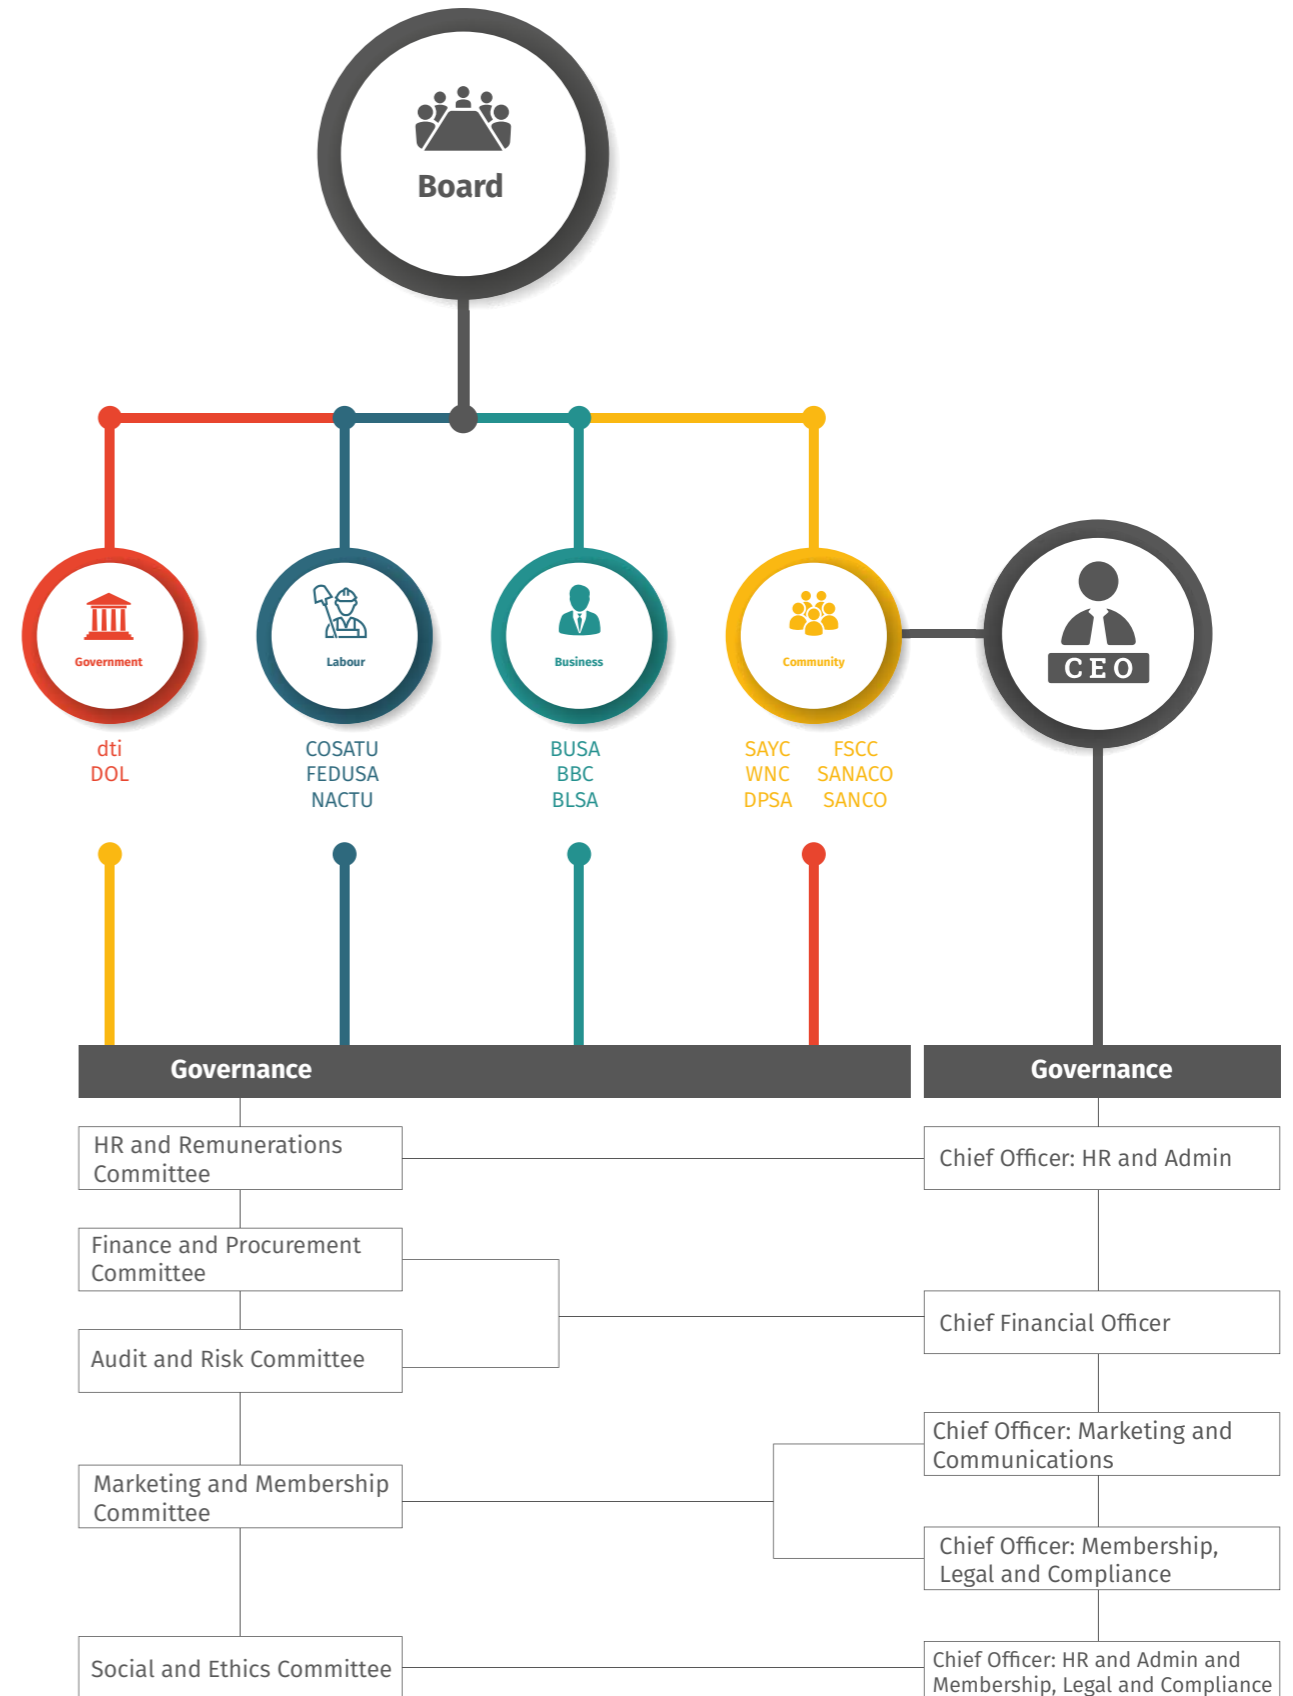 Board
Government
Labour
Business
Community
CEO
dti
DOL
COSATU
FEDUSA
NACTU
BUSA
BBC
BLSA
SAYC
WNC
DPSA
FSCC
SANACO
SANCO
Governance
HR and Remunerations
Committee
Finance and Procurement
Committee
Audit and Risk Committee
Marketing and Membership
Committee
Social and Ethics Committee
Governance
Chief Officer: HR and Admin
Chief Financial Officer
Chief Officer: Marketing and
Communications
Chief Officer: Membership,
Legal and Compliance
Chief Officer: HR and Admin and
Membership, Legal and Compliance